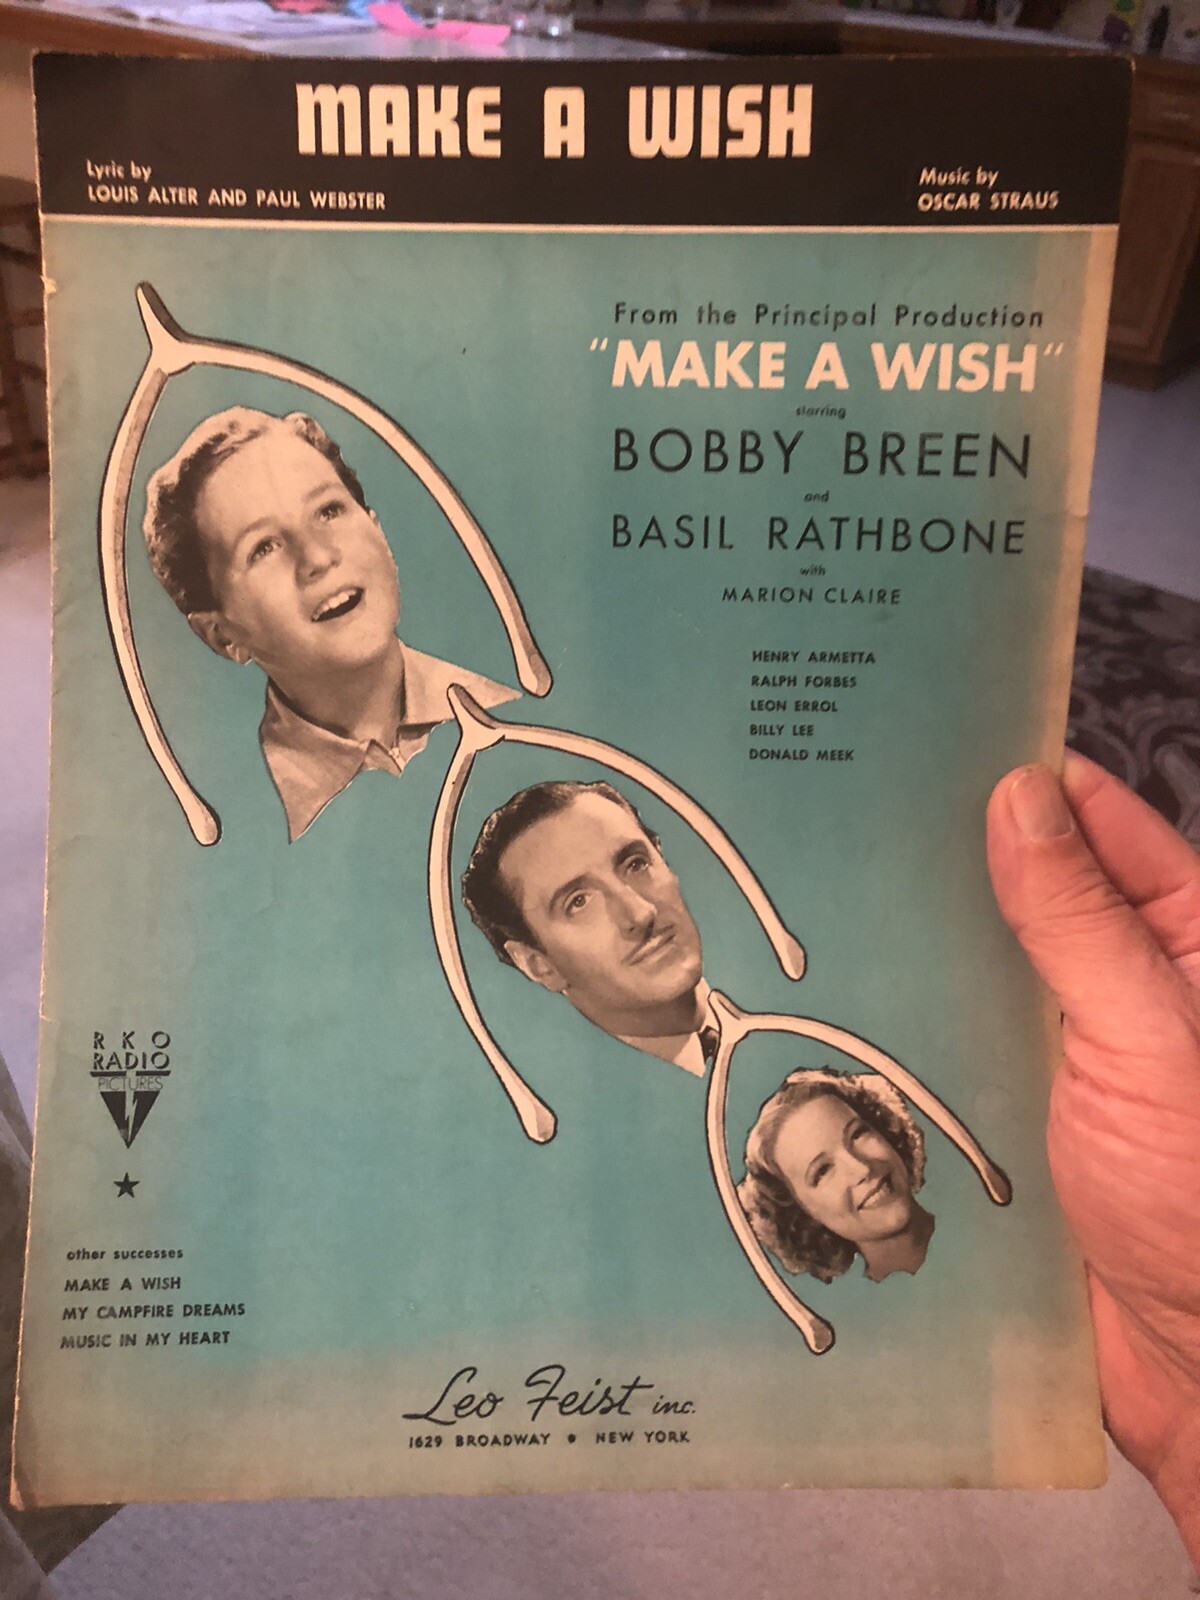 MAKE A WISH
Lyric by
LOUIS ALTER AND PAUL WEBSTER
Music by
OSCAR STRAUS
From the Principal Production
"MAKE A WISH"
starring
BOBBY BREEN
and
BASIL RATHBONE
with
MARION CLAIRE
HENRY ARMETTA
RALPH FORBES
LEON ERROL
BILLY LEE
DONALD MEEK
RKO
RADIO
PICTURES
other successes
MAKE A WISH
MY CAMPFIRE DREAMS
MUSIC IN MY HEART
Leo Feist inc.
1629 BROADWAY • NEW YORK